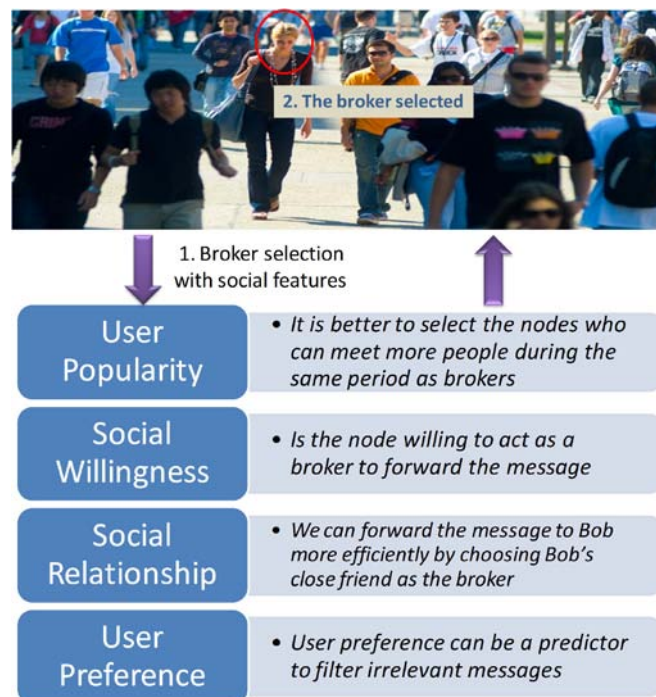 2. The broker selected
1. Broker selection
with social features
User
Popularity
• It is better to select the nodes who
can meet more people during the
same period as brokers
Social
Willingness
• Is the node willing to act as a
broker to forward the message
Social
Relationship
• We can forward the message to Bob
more efficiently by choosing Bob's
close friend as the broker
User
Preference
• User preference can be a predictor
to filter irrelevant messages